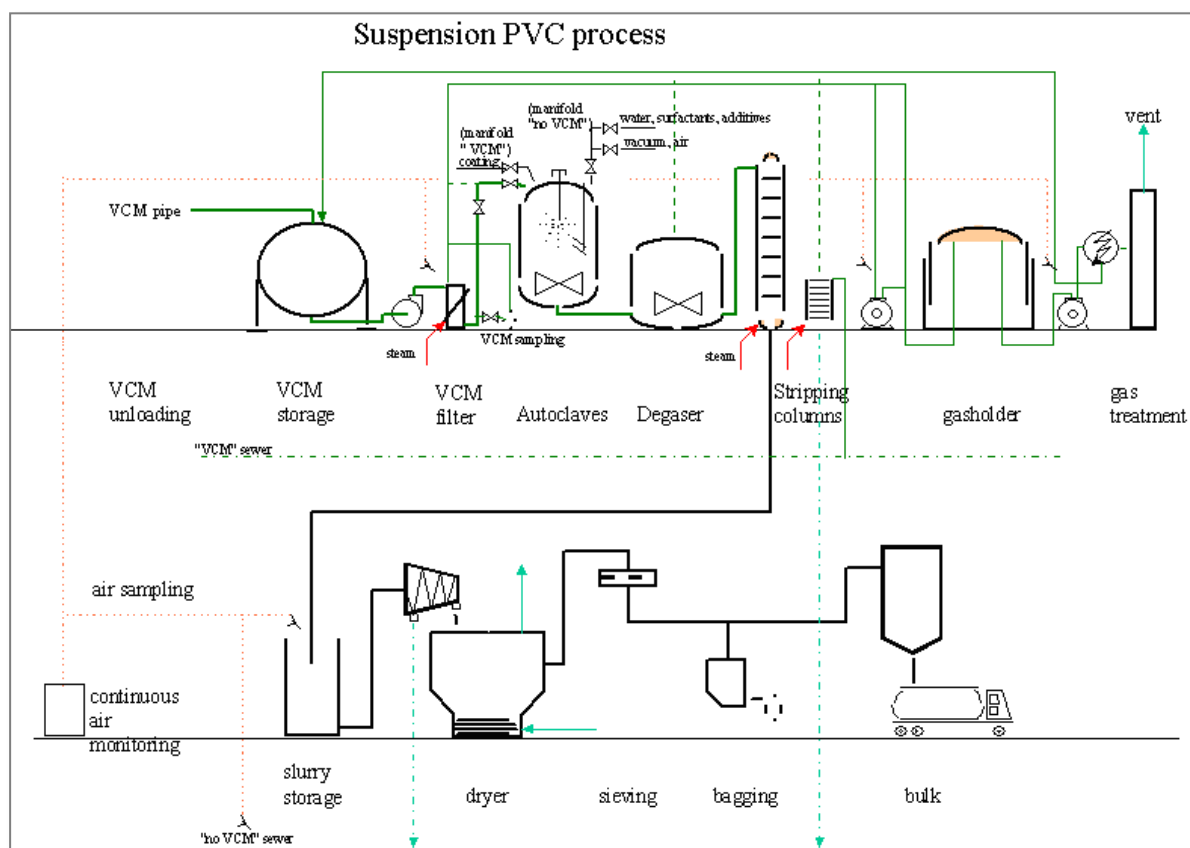 Suspension PVC process
(manifold
"no VCM")
water, surfactants, additives
vacuum, air
(manifold
" VCM")
coating
vent
VCM pipe
steam
VCM sampling
steam
VCM
unloading
VCM
storage
VCM
filter
Autoclaves
Degaser
Stripping
columns
gasholder
gas
treatment
"VCM" sewer
air sampling
continuous
air
monitoring
slurry
storage
dryer
sieving
bagging
bulk
"no VCM" sewer